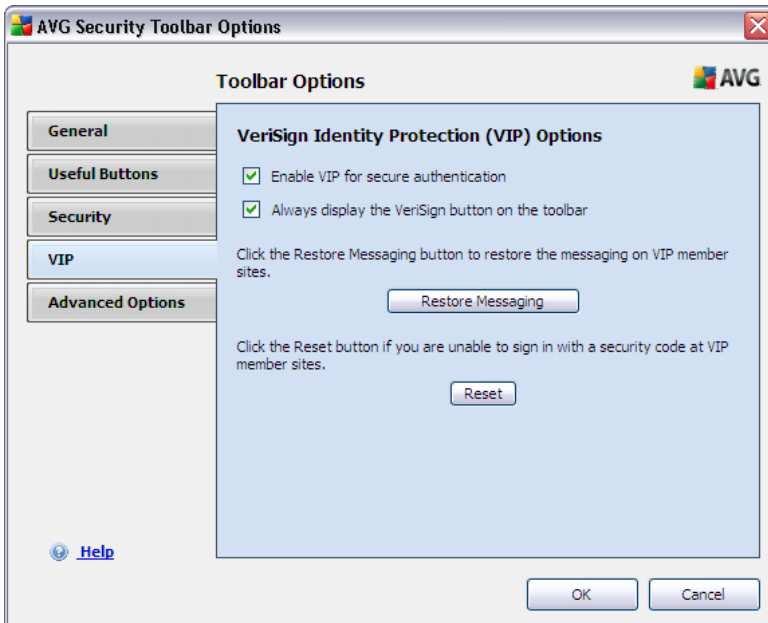 AVG Security Toolbar Options
Toolbar Options
AVG
General
Useful Buttons
Security
VIP
Advanced Options
VeriSign Identity Protection (VIP) Options
Enable VIP for secure authentication
Always display the VeriSign button on the toolbar
Click the Restore Messaging button to restore the messaging on VIP member
sites.
Restore Messaging
Click the Reset button if you are unable to sign in with a security code at VIP
member sites.
Reset
Help
OK
Cancel